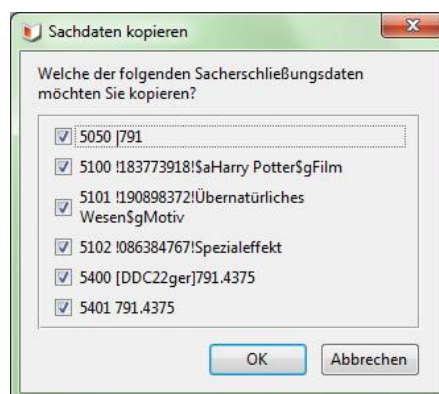 Sachdaten kopieren
Welche der folgenden Sacherschließungsdaten
möchten Sie kopieren?
5050 |791
5100 !183773918!$aHarry Potter$gFilm
5101 !190898372!Übernatürliches
Wesen$gMotiv
5102 !086384767!Spezialeffekt
5400 [DDC22ger]791.4375
5401 791.4375
OK
Abbrechen